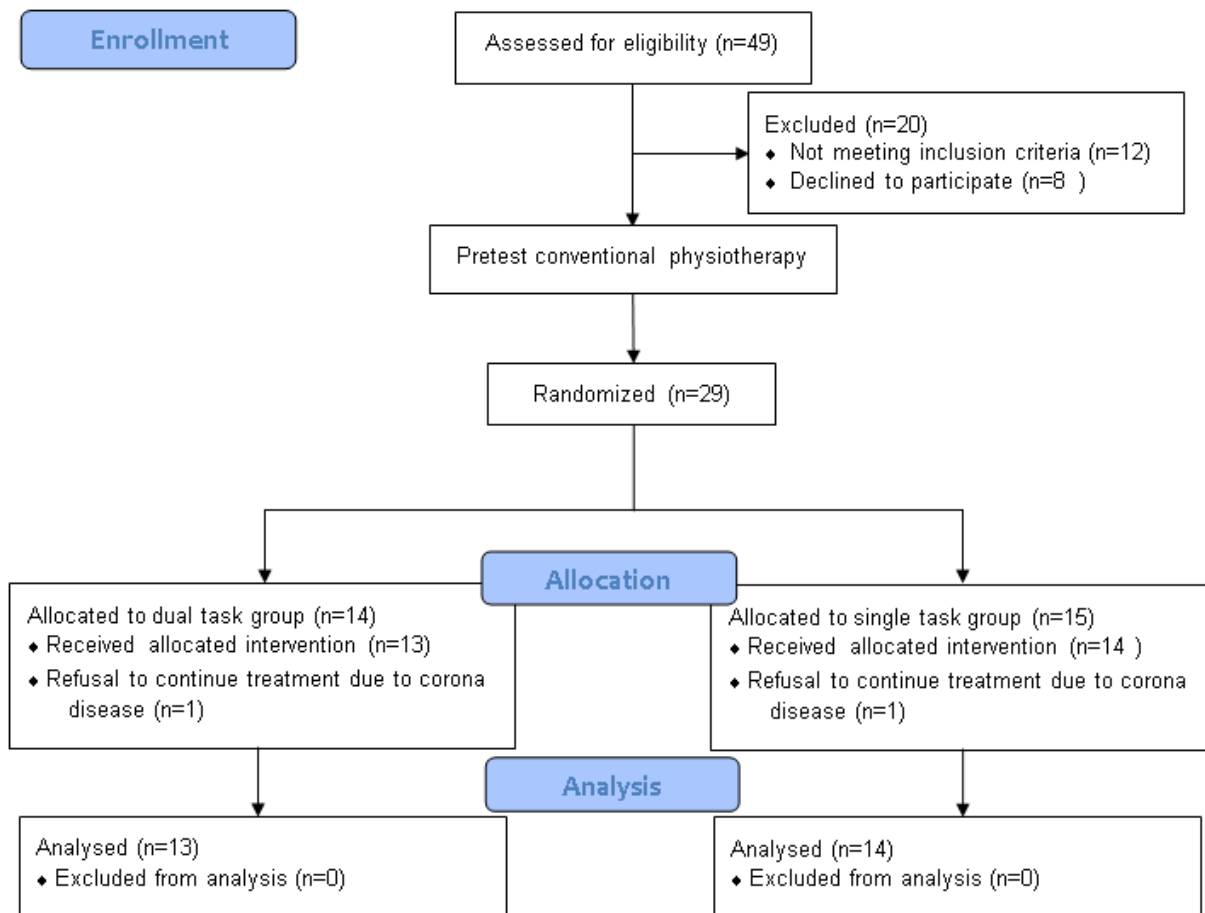 Enrollment
Assessed for eligibility (n=49)
Excluded (n=20)
⬥ Not meeting inclusion criteria (n=12)
⬥ Declined to participate (n=8 )
Pretest conventional physiotherapy
Randomized (n=29)
Allocation
Allocated to dual task group (n=14)
⬥ Received allocated intervention (n=13)
⬥ Refusal to continue treatment due to corona
disease (n=1)
Allocated to single task group (n=15)
⬥ Received allocated intervention (n=14 )
⬥ Refusal to continue treatment due to corona
disease (n=1)
Analysis
Analysed (n=13)
⬥ Excluded from analysis (n=0)
Analysed (n=14)
⬥ Excluded from analysis (n=0)